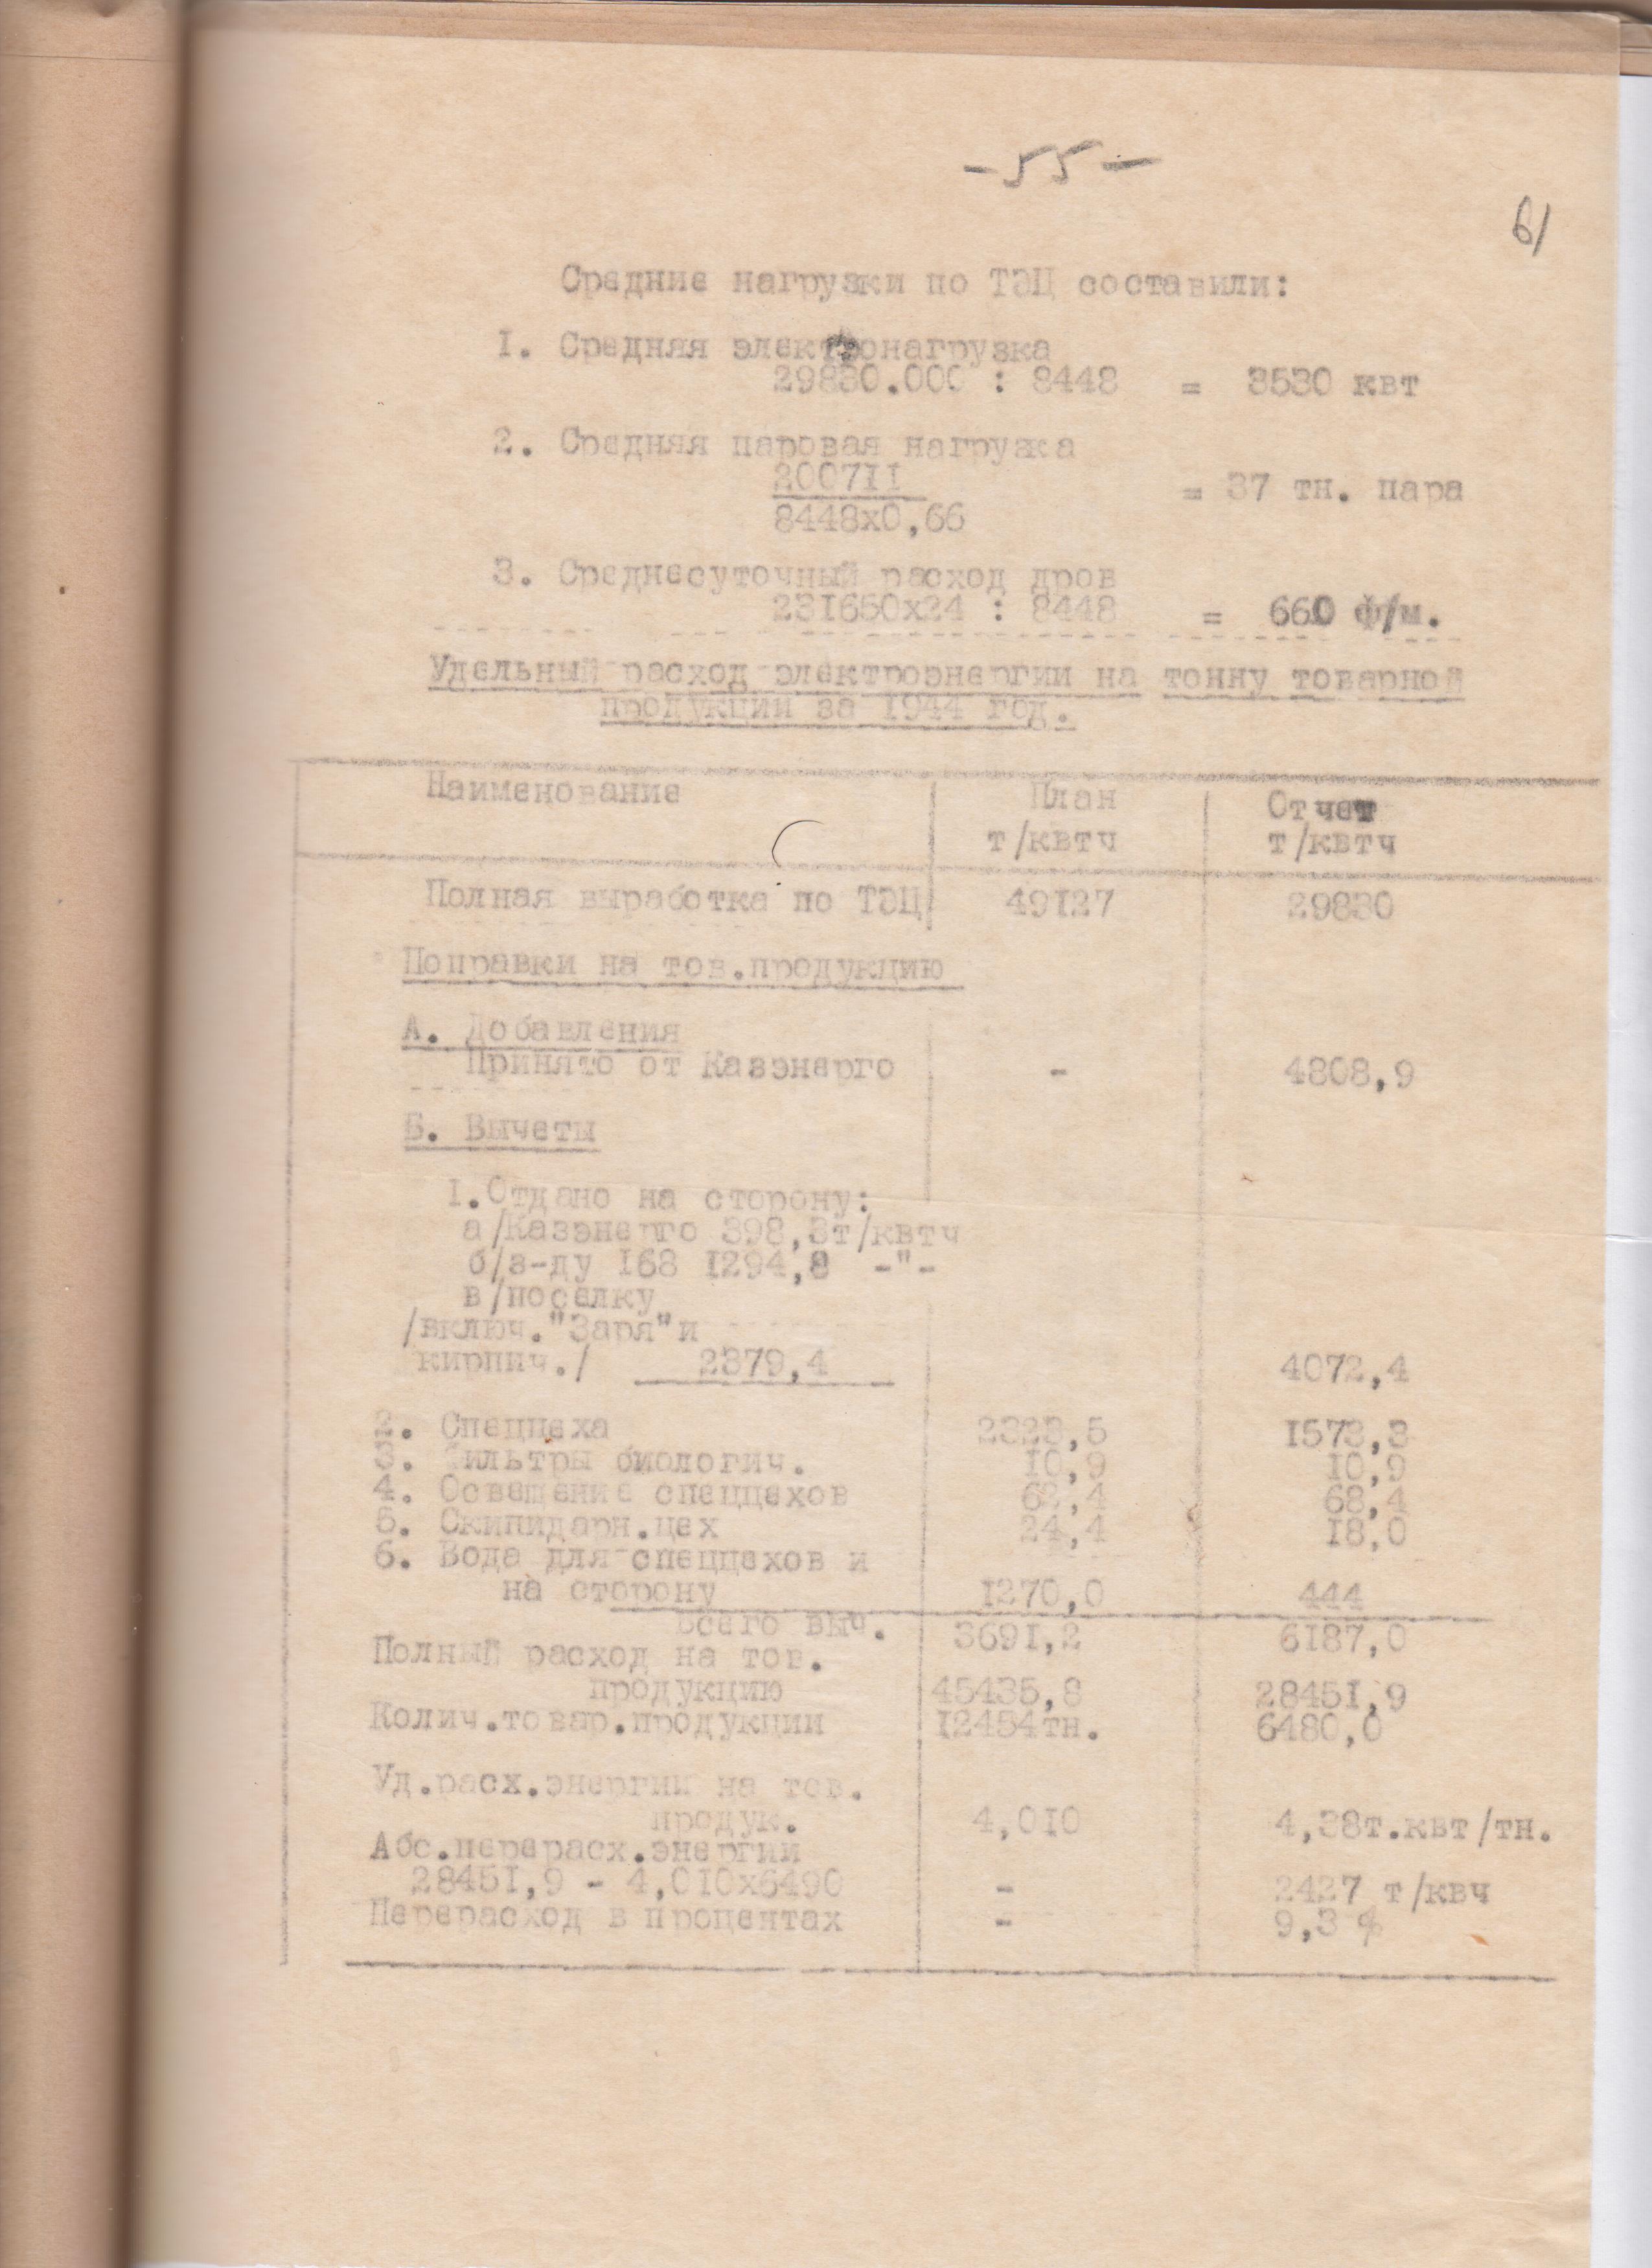 -55-
61
Средние нагрузки по ТЭЦ составили:
1. Средняя электронагрузка
29830.000 : 8448 = 3530 квт
2. Средняя паровая нагрузка
200711
= 37 тн. пара
8448х0,66
3. Среднесуточный расход дров
231650х24 : 8448 = 660 ф/м.
Удельный расход электроэнергии на тонну товарной
продукции за 1944 год.
Наименование План Отчет
т/квтч т/квтч
Полная выработка по ТЭЦ 49127 29830
Поправки на тов.продукцию
А. Добавления
Принято от Казэнерго - 4808,9
Б. Вычеты
1.Отдано на сторону:
а/Казэнерго 398,3т/квтч
б/з-ду 168 1294,8 -"-
в/поселку
/включ."Заря"и
кирпич./ 2379,4 4072,4
2. Спеццеха 2323,5 1573,3
3. Фильтры биологич. 10,9 10,9
4. Освещение спеццехов 62,4 68,4
5. Скипидарн.цех 24,4 18,0
6. Вода для спеццехов и
на сторону 1270,0 444
Всего выч. 3691,2 6187,0
Полный расход на тов.
продукцию 45435,8 28451,9
Колич.товар.продукции 12454тн. 6480,0
Уд.расх.энергии на тов.
продук. 4,010 4,38т.квт/тн.
Абс.перерасх.энергии
28451,9 - 4,010х6490 - 2427 т/квч
Перерасход в процентах - 9,3 %